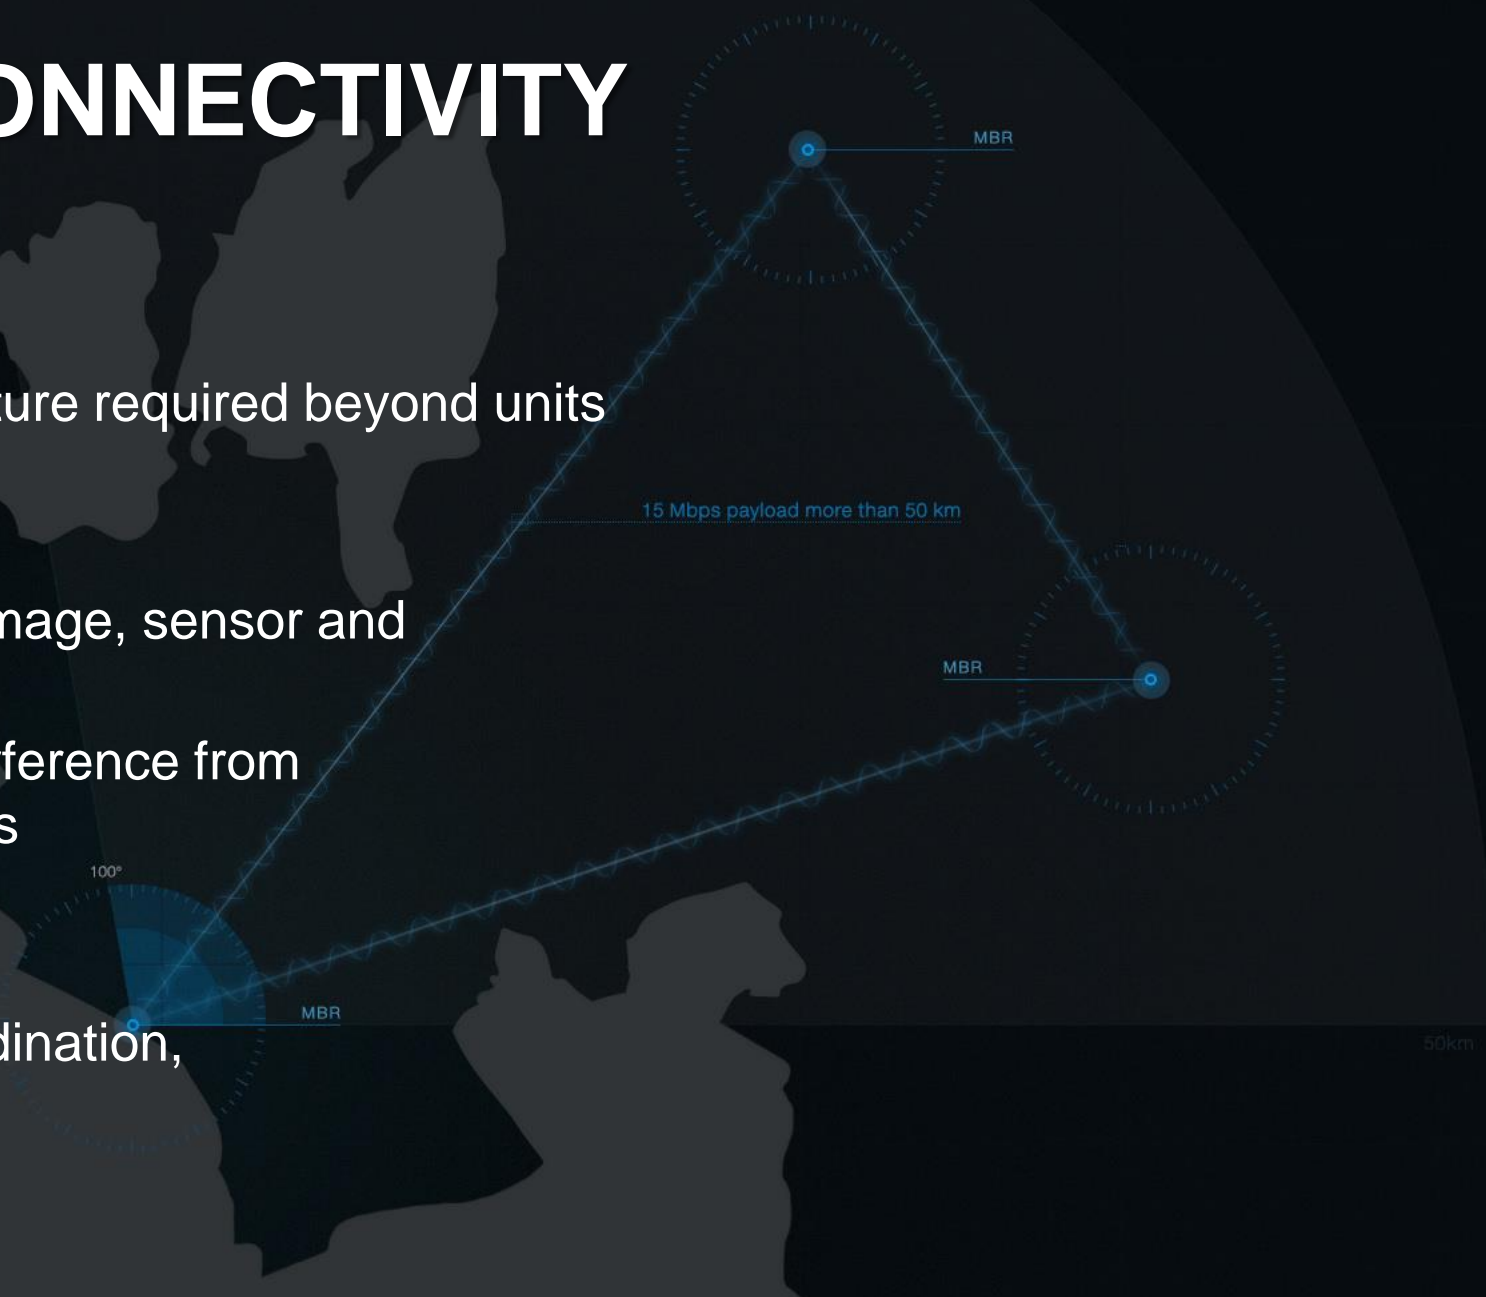 ONNECTIVITY
MBR
ture required beyond units
15 Mbps payload more than 50 km
mage, sensor and
MBR
ference from
s
100°
MBR
dination,
50km